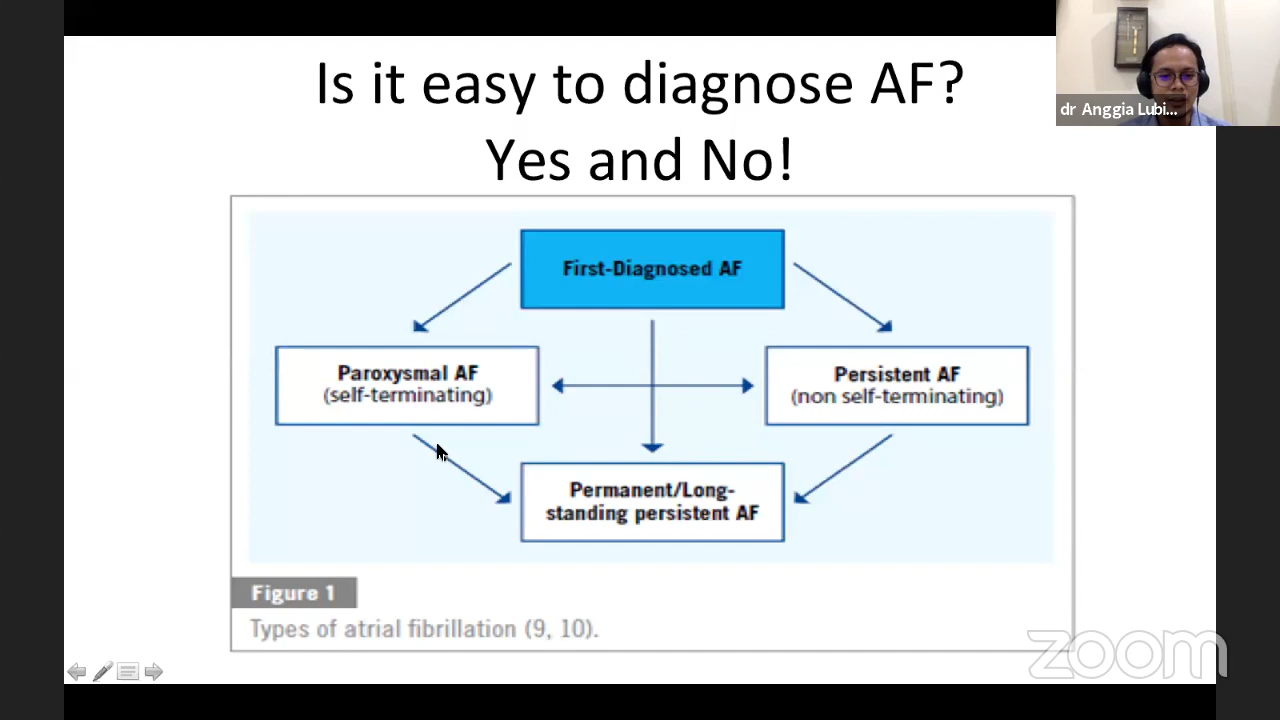 Is it easy to diagnose AF?
Yes and No!
dr Anggia Lubi...
First-Diagnosed AF
Paroxysmal AF
(self-terminating)
Persistent AF
(non self-terminating)
Permanent/Long-
standing persistent AF
Figure 1
Types of atrial fibrillation (9, 10).
zoom